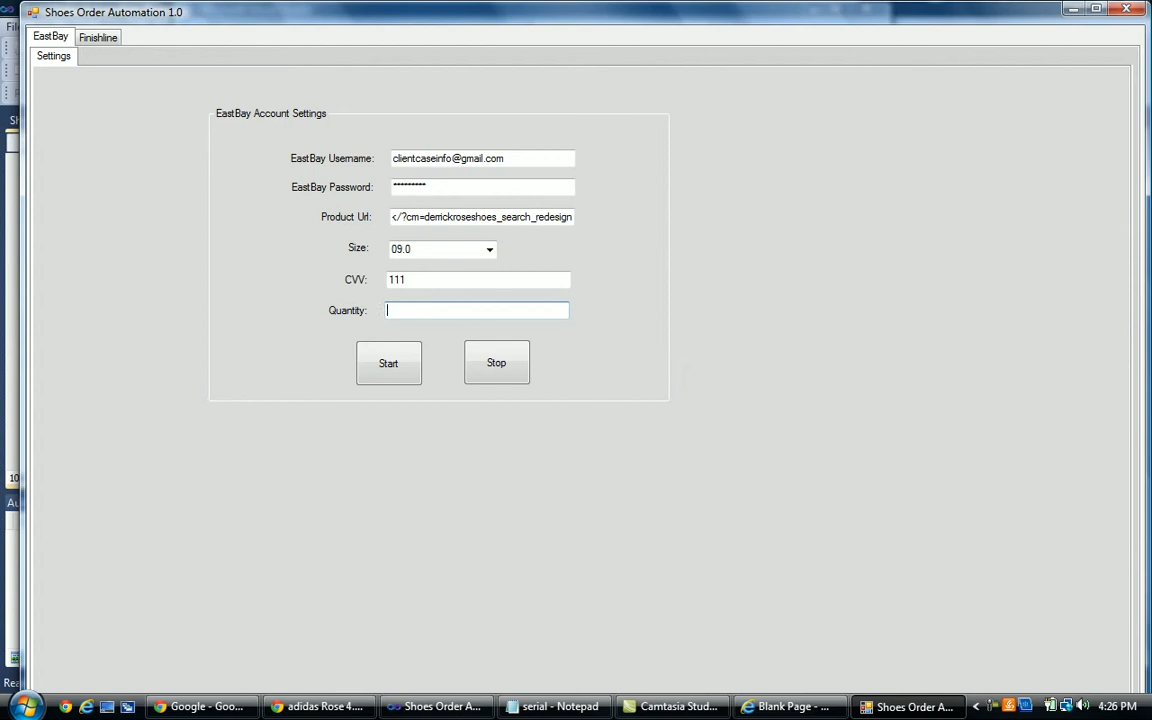 Shoes Order Automation 1.0
EastBay Finishline
Settings
EastBay Account Settings
EastBay Username: clientcaseinfo@gmail.com
EastBay Password: *********
Product Url: </?cm=derrickroseshoes_search_redesign
Size: 09.0
CVV: 111
Quantity:
Start Stop
Google - Goo... adidas Rose 4.... Shoes Order A... serial - Notepad Camtasia Stud... Blank Page - ... Shoes Order A... 4:26 PM